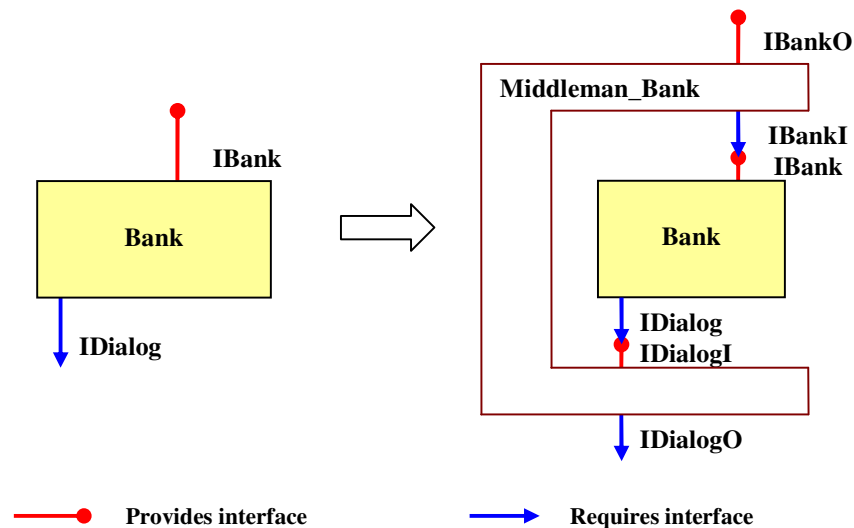 IBankO
Middleman_Bank
IBank
IBankI
IBank
Bank
Bank
IDialog
IDialog
IDialogI
IDialogO
Provides interface
Requires interface